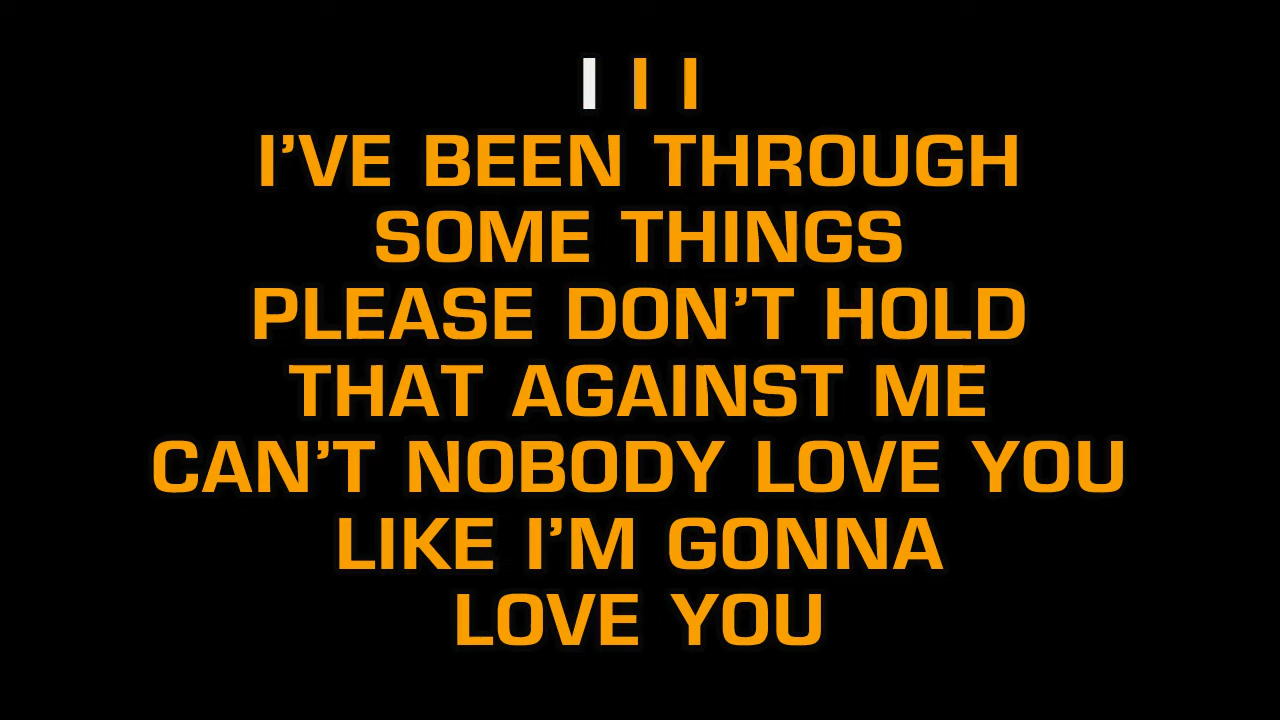 I I I
I’VE BEEN THROUGH
SOME THINGS
PLEASE DON’T HOLD
THAT AGAINST ME
CAN’T NOBODY LOVE YOU
LIKE I’M GONNA
LOVE YOU